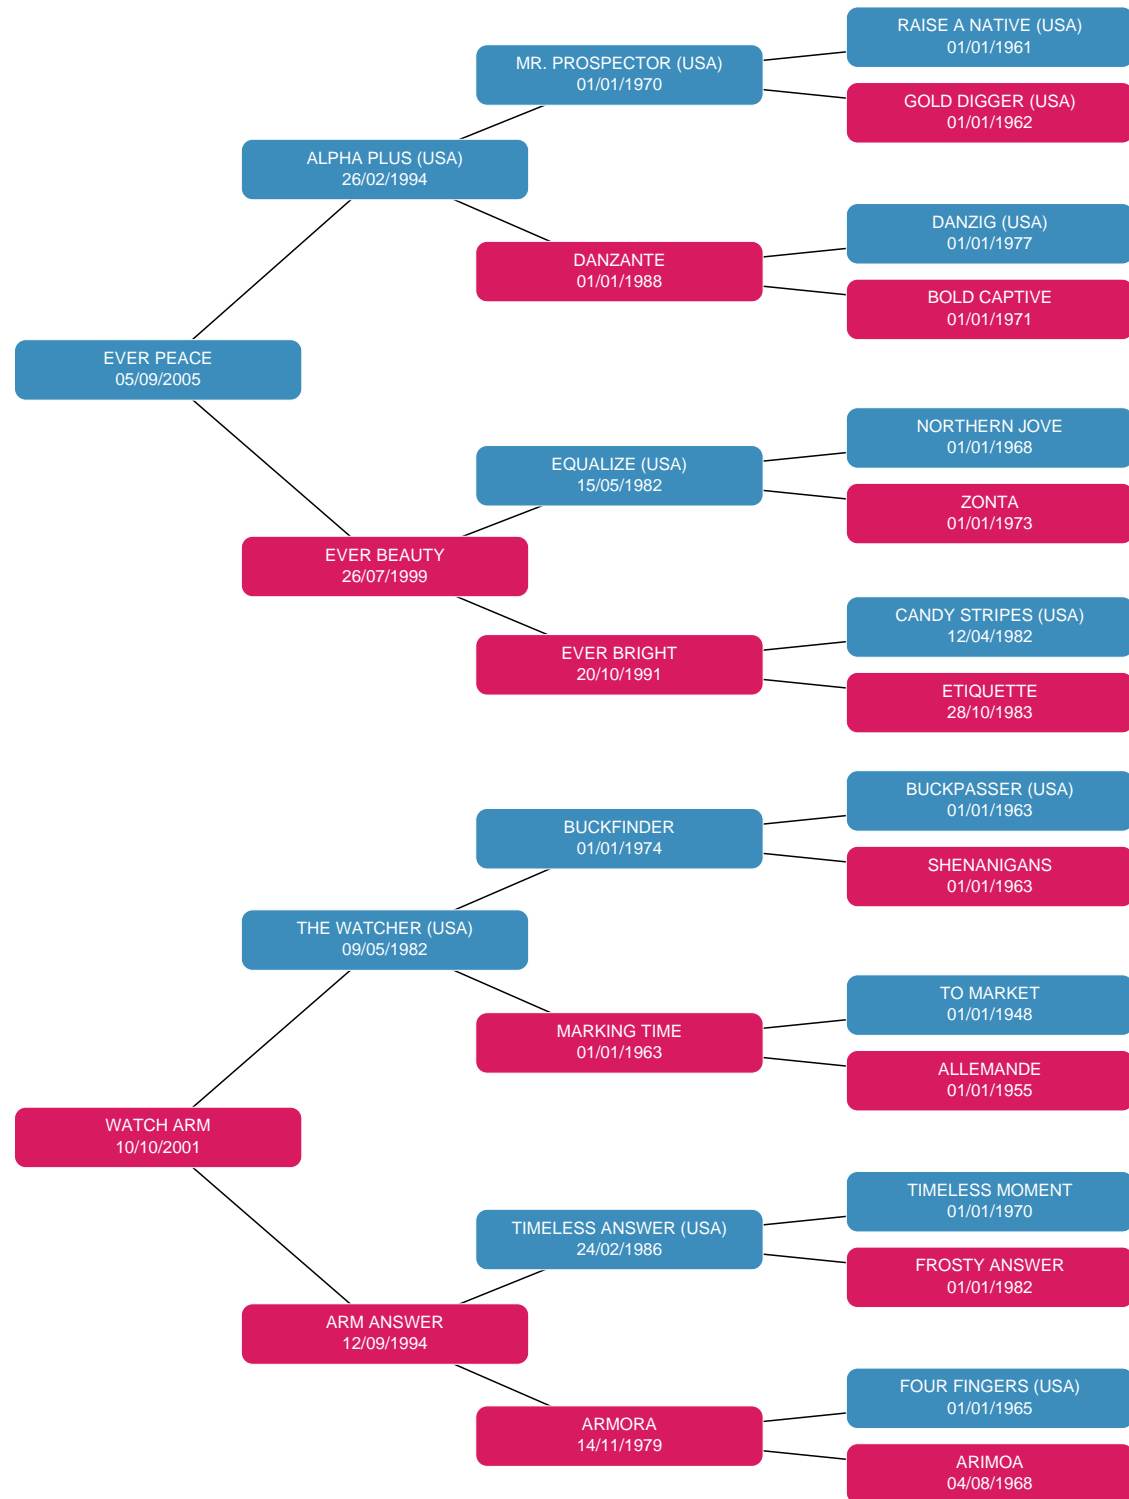 RAISE A NATIVE (USA)
01/01/1961
MR. PROSPECTOR (USA)
01/01/1970
GOLD DIGGER (USA)
01/01/1962
ALPHA PLUS (USA)
26/02/1994
DANZIG (USA)
01/01/1977
DANZANTE
01/01/1988
BOLD CAPTIVE
01/01/1971
EVER PEACE
05/09/2005
NORTHERN JOVE
01/01/1968
EQUALIZE (USA)
15/05/1982
ZONTA
01/01/1973
EVER BEAUTY
26/07/1999
CANDY STRIPES (USA)
12/04/1982
EVER BRIGHT
20/10/1991
ETIQUETTE
28/10/1983
BUCKPASSER (USA)
01/01/1963
BUCKFINDER
01/01/1974
SHENANIGANS
01/01/1963
THE WATCHER (USA)
09/05/1982
TO MARKET
01/01/1948
MARKING TIME
01/01/1963
ALLEMANDE
01/01/1955
WATCH ARM
10/10/2001
TIMELESS MOMENT
01/01/1970
TIMELESS ANSWER (USA)
24/02/1986
FROSTY ANSWER
01/01/1982
ARM ANSWER
12/09/1994
FOUR FINGERS (USA)
01/01/1965
ARMORA
14/11/1979
ARIMOA
04/08/1968